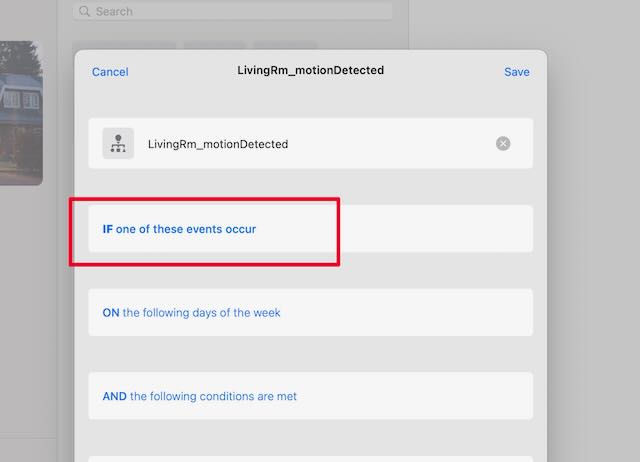 Search
Cancel LivingRm_motionDetected Save
LivingRm_motionDetected
IF one of these events occur
ON the following days of the week
AND the following conditions are met